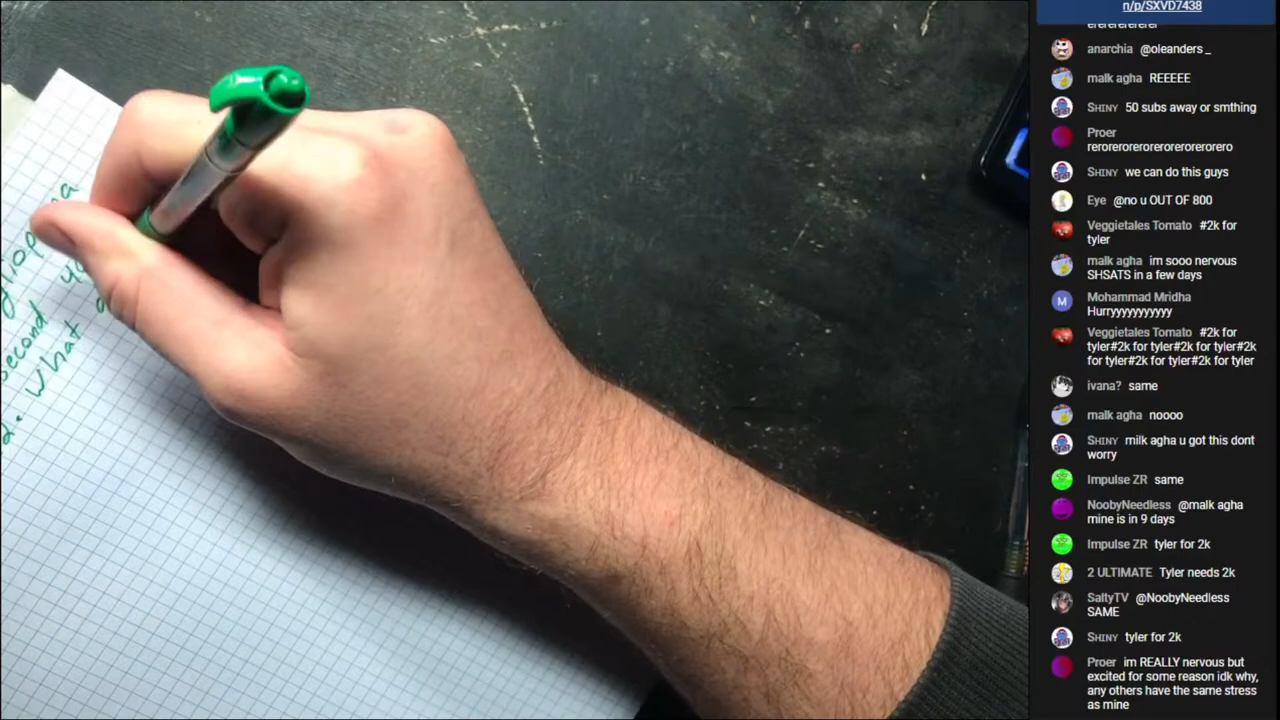 second yo
2. what a
n/p/SXVD7438
erererererererer
anarchia @oleanders _
malk agha REEEEE
SHINY 50 subs away or smthing
Proer
rerorerorerorerorerorerorero
SHINY we can do this guys
Eye @no u OUT OF 800
Veggietales Tomato #2k for
tyler
malk agha im sooo nervous
SHSATS in a few days
M Mohammad Mridha
Hurryyyyyyyyyy
Veggietales Tomato #2k for
tyler#2k for tyler#2k for tyler#2k
for tyler#2k for tyler#2k for tyler
ivana? same
malk agha noooo
SHINY milk agha u got this dont
worry
Impulse ZR same
NoobyNeedless @malk agha
mine is in 9 days
Impulse ZR tyler for 2k
2 ULTIMATE Tyler needs 2k
SaltyTV @NoobyNeedless
SAME
SHINY tyler for 2k
Proer im REALLY nervous but
excited for some reason idk why,
any others have the same stress
as mine